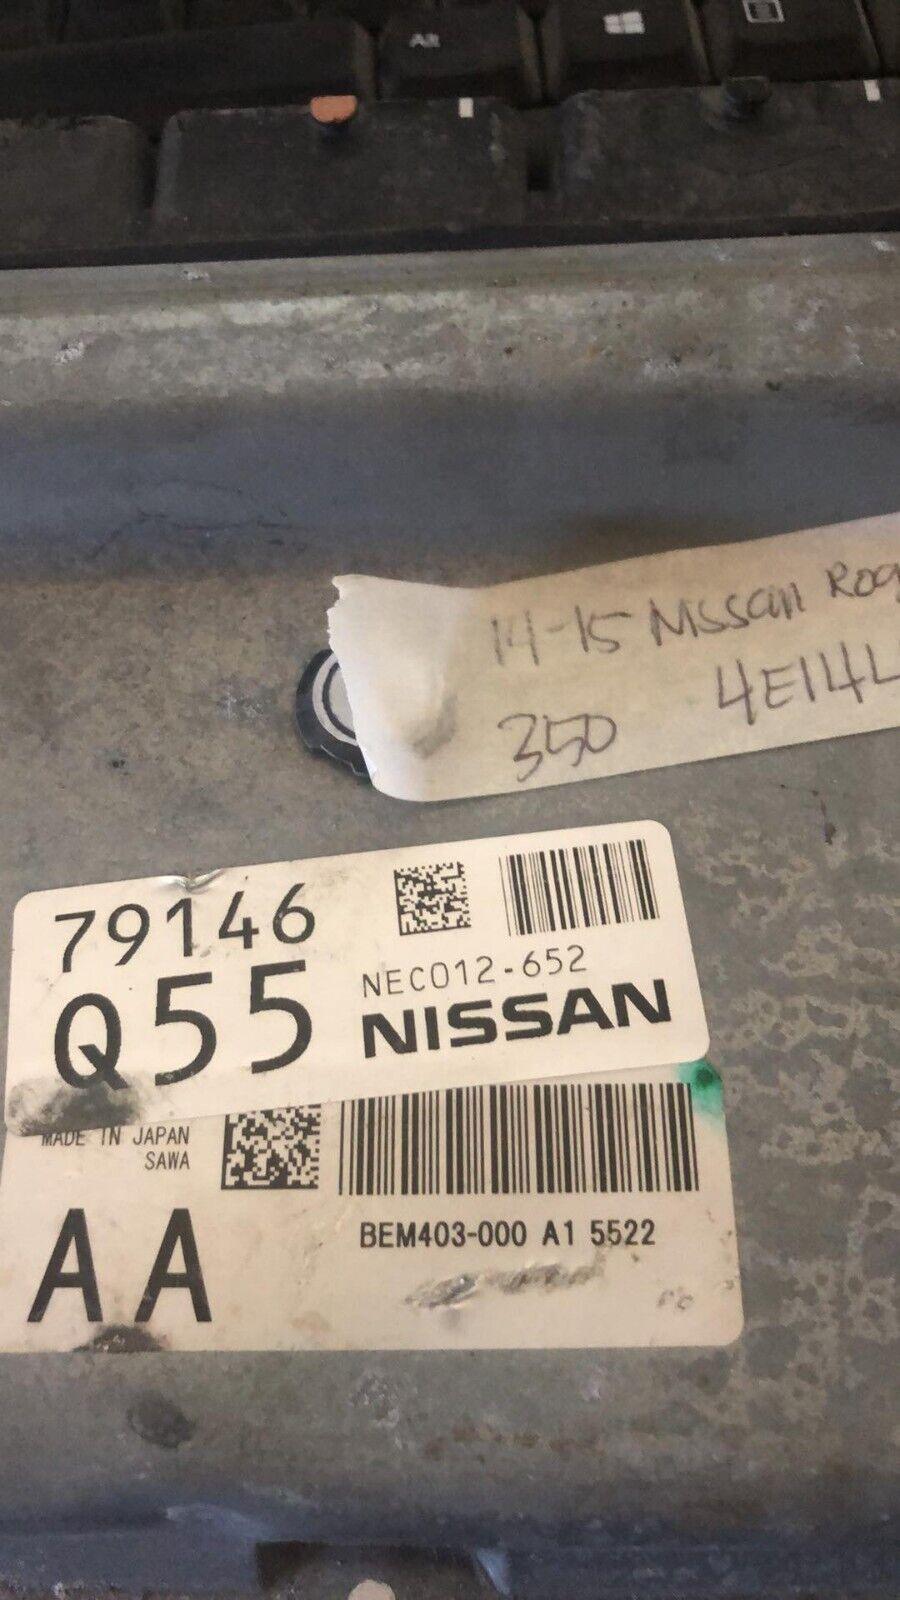 Alt
14-15 Nissan Rog
350 4E14L
79146
Q55
NEC012-652
NISSAN
MADE IN JAPAN
SAWA
AA
BEM403-000 A1 5522